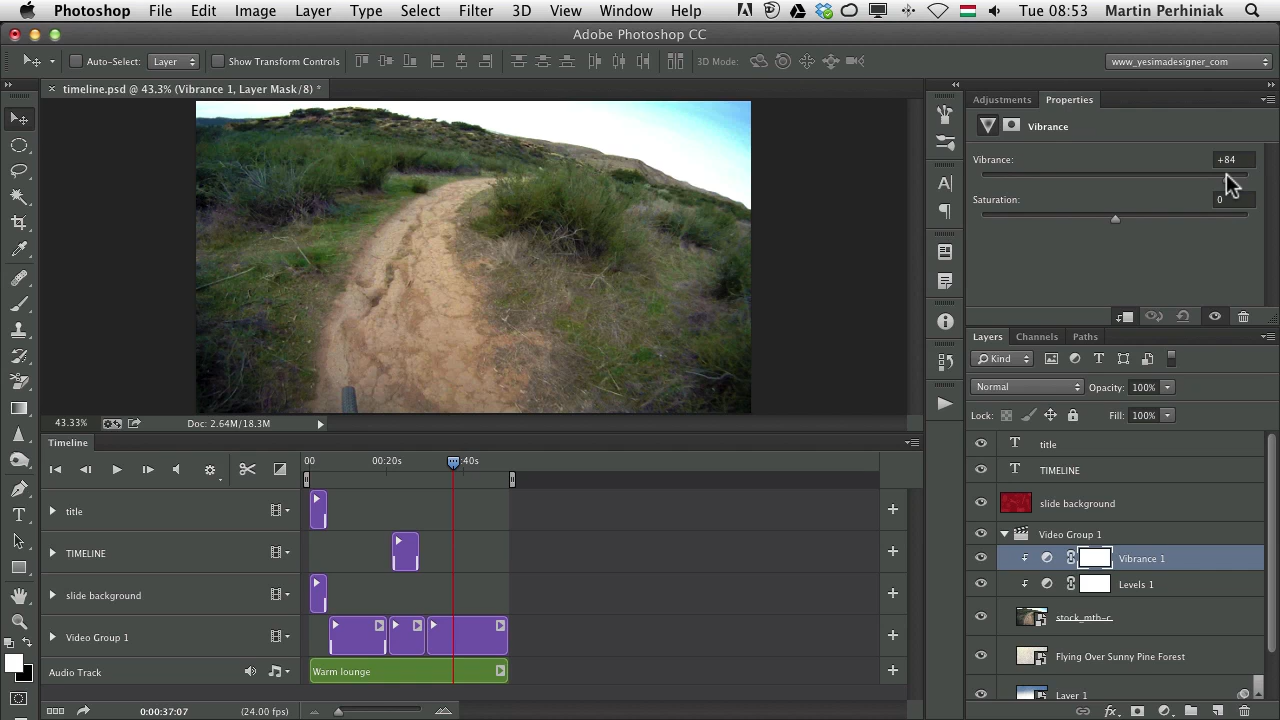 Photoshop File Edit Image Layer Type Select Filter 3D View Window Help Tue 08:53 Martin Perhiniak
Adobe Photoshop CC
Auto-Select: Layer Show Transform Controls 3D Mode: www_yesimadesigner_com
× timeline.psd @ 43.3% (Vibrance 1, Layer Mask/8) *
Adjustments Properties
Vibrance
Vibrance: +84
Saturation: 0
Layers Channels Paths
Kind
Normal Opacity: 100%
Lock: Fill: 100%
title
TIMELINE
slide background
Video Group 1
Vibrance 1
Levels 1
stock_mth-c
Flying Over Sunny Pine Forest
Layer 1
43.33% Doc: 2.64M/18.3M
Timeline
00 00:20s :40s
title
TIMELINE
slide background
Video Group 1
Audio Track Warm lounge
0:00:37:07 (24.00 fps)